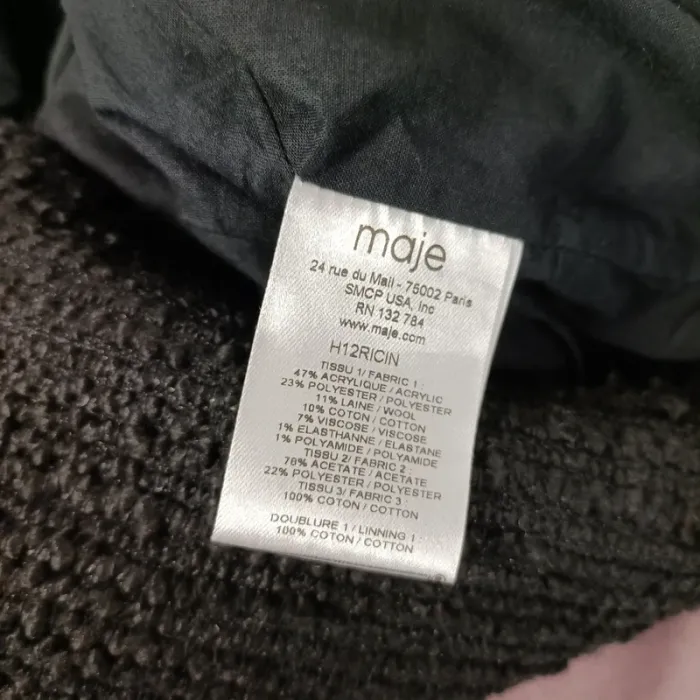 maje
24 rue du Mail - 75002 Paris
SMCP USA, Inc
RN 132 784
www.maje.com
H12RICIN
TISSU 1/ FABRIC 1 :
47% ACRYLIQUE / ACRYLIC
23% POLYESTER / POLYESTER
11% LAINE / WOOL
10% COTON / COTTON
7% VISCOSE / VISCOSE
1% ELASTHANNE / ELASTANE
1% POLYAMIDE / POLYAMIDE
TISSU 2/ FABRIC 2 :
78% ACETATE / ACETATE
22% POLYESTER / POLYESTER
TISSU 3/ FABRIC 3 :
100% COTON / COTTON
DOUBLURE 1 / LINNING 1 :
100% COTON / COTTON